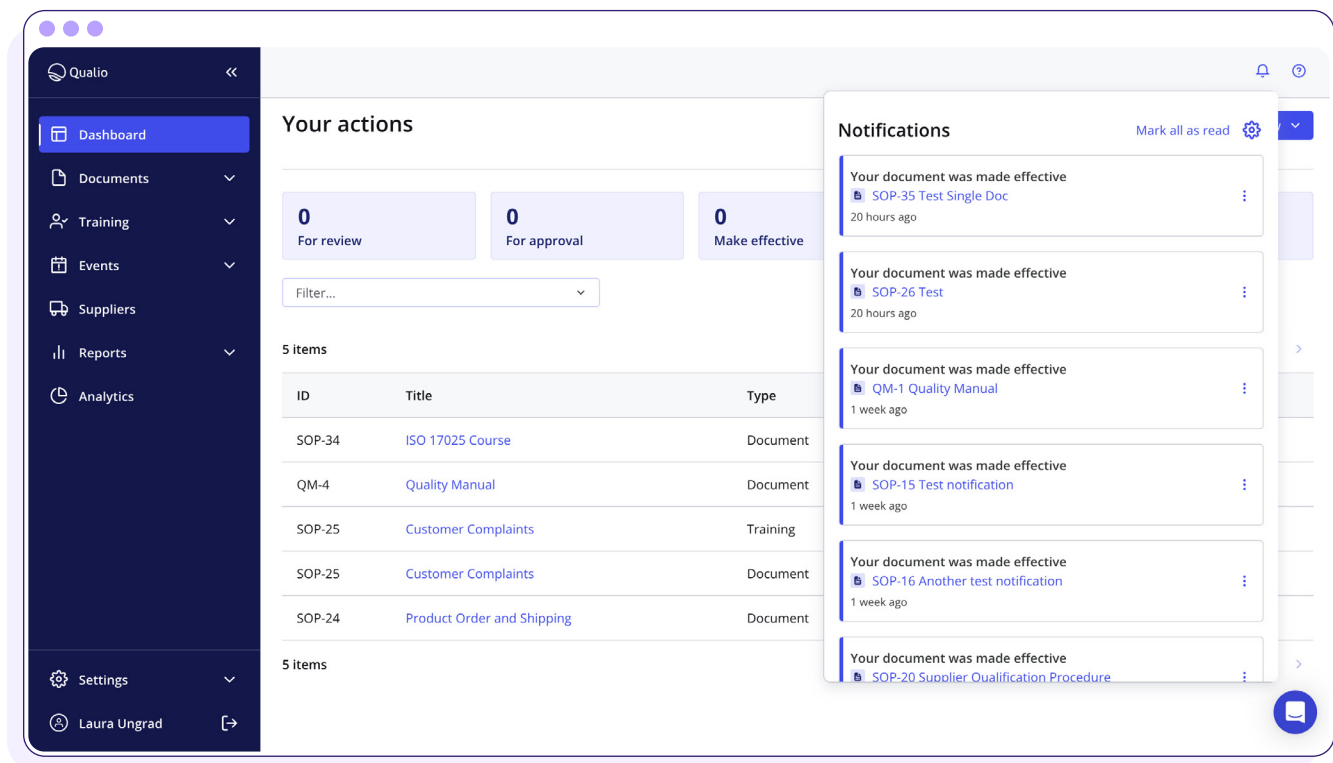 Qualio
Dashboard
Documents
Training
Events
Suppliers
Reports
Analytics
Settings
Laura Ungrad
Your actions
0
For review
0
For approval
0
Make effective
Filter...
5 items
ID Title Type
SOP-34 ISO 17025 Course Document
QM-4 Quality Manual Document
SOP-25 Customer Complaints Training
SOP-25 Customer Complaints Document
SOP-24 Product Order and Shipping Document
5 items
Notifications Mark all as read
Your document was made effective
SOP-35 Test Single Doc
20 hours ago
Your document was made effective
SOP-26 Test
20 hours ago
Your document was made effective
QM-1 Quality Manual
1 week ago
Your document was made effective
SOP-15 Test notification
1 week ago
Your document was made effective
SOP-16 Another test notification
1 week ago
Your document was made effective
SOP-20 Supplier Qualification Procedure